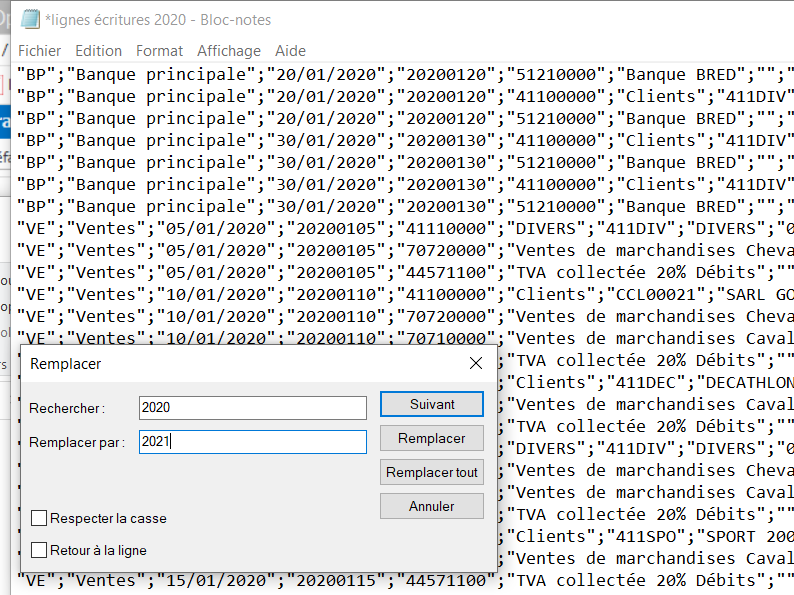 *lignes écritures 2020 - Bloc-notes
Fichier Edition Format Affichage Aide
"BP";"Banque principale";"20/01/2020";"20200120";"51210000";"Banque BRED";"";"
"BP";"Banque principale";"20/01/2020";"20200120";"41100000";"Clients";"411DIV"
"BP";"Banque principale";"20/01/2020";"20200120";"51210000";"Banque BRED";"";"
"BP";"Banque principale";"30/01/2020";"20200130";"41100000";"Clients";"411DIV"
"BP";"Banque principale";"30/01/2020";"20200130";"51210000";"Banque BRED";"";"
"BP";"Banque principale";"30/01/2020";"20200130";"41100000";"Clients";"411DIV"
"BP";"Banque principale";"30/01/2020";"20200130";"51210000";"Banque BRED";"";"
"VE";"Ventes";"05/01/2020";"20200105";"41110000";"DIVERS";"411DIV";"DIVERS";"0
"VE";"Ventes";"05/01/2020";"20200105";"70720000";"Ventes de marchandises Cheva
"VE";"Ventes";"05/01/2020";"20200105";"44571100";"TVA collectée 20% Débits";""
"VE";"Ventes";"10/01/2020";"20200110";"41100000";"Clients";"CCL00021";"SARL GO
"VE";"Ventes";"10/01/2020";"20200110";"70720000";"Ventes de marchandises Cheva
"VE";"Ventes";"10/01/2020";"20200110";"70710000";"Ventes de marchandises Caval
;"TVA collectée 20% Débits";""
;"Clients";"411DEC";"DECATHLON
;"Ventes de marchandises Caval
;"TVA collectée 20% Débits";""
;"DIVERS";"411DIV";"DIVERS";"0
;"Ventes de marchandises Cheva
;"Ventes de marchandises Caval
;"TVA collectée 20% Débits";""
;"Clients";"411SPO";"SPORT 200
;"Ventes de marchandises Caval
"VE";"Ventes";"15/01/2020";"20200115";"44571100";"TVA collectée 20% Débits";""
Remplacer
Rechercher : 2020 Suivant
Remplacer par : 2021 Remplacer
Remplacer tout
Annuler
Respecter la casse
Retour à la ligne